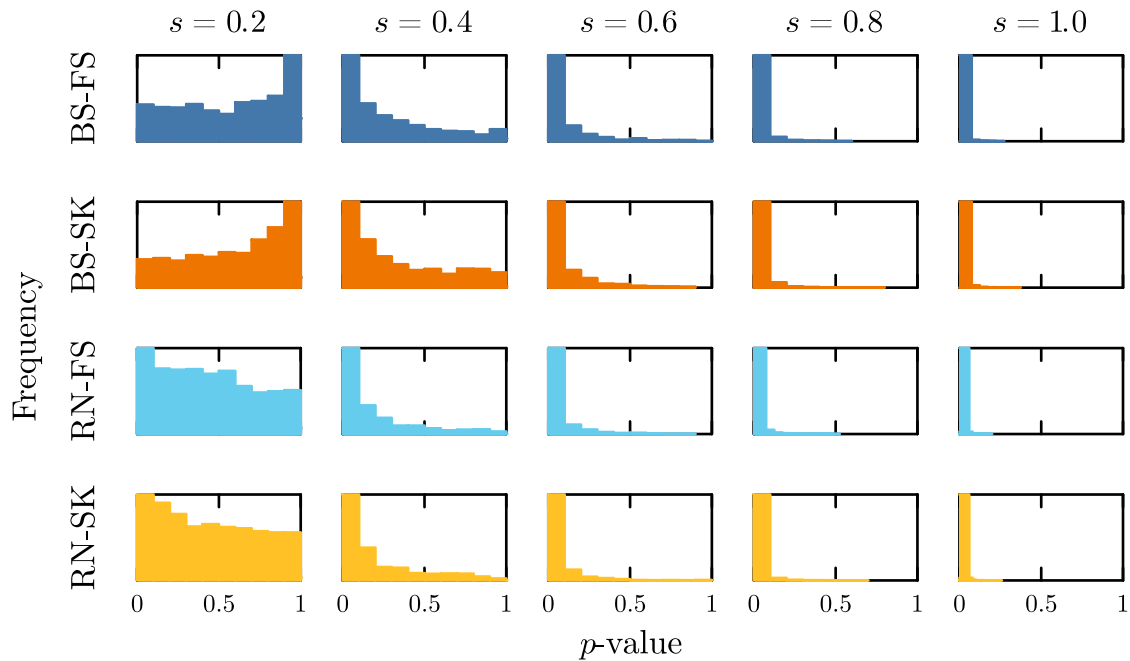 s = 0.2 s = 0.4 s = 0.6 s = 0.8 s = 1.0
BS-FS
BS-SK
RN-FS
RN-SK
Frequency
0 0.5 1 0 0.5 1 0 0.5 1 0 0.5 1 0 0.5 1
p-value